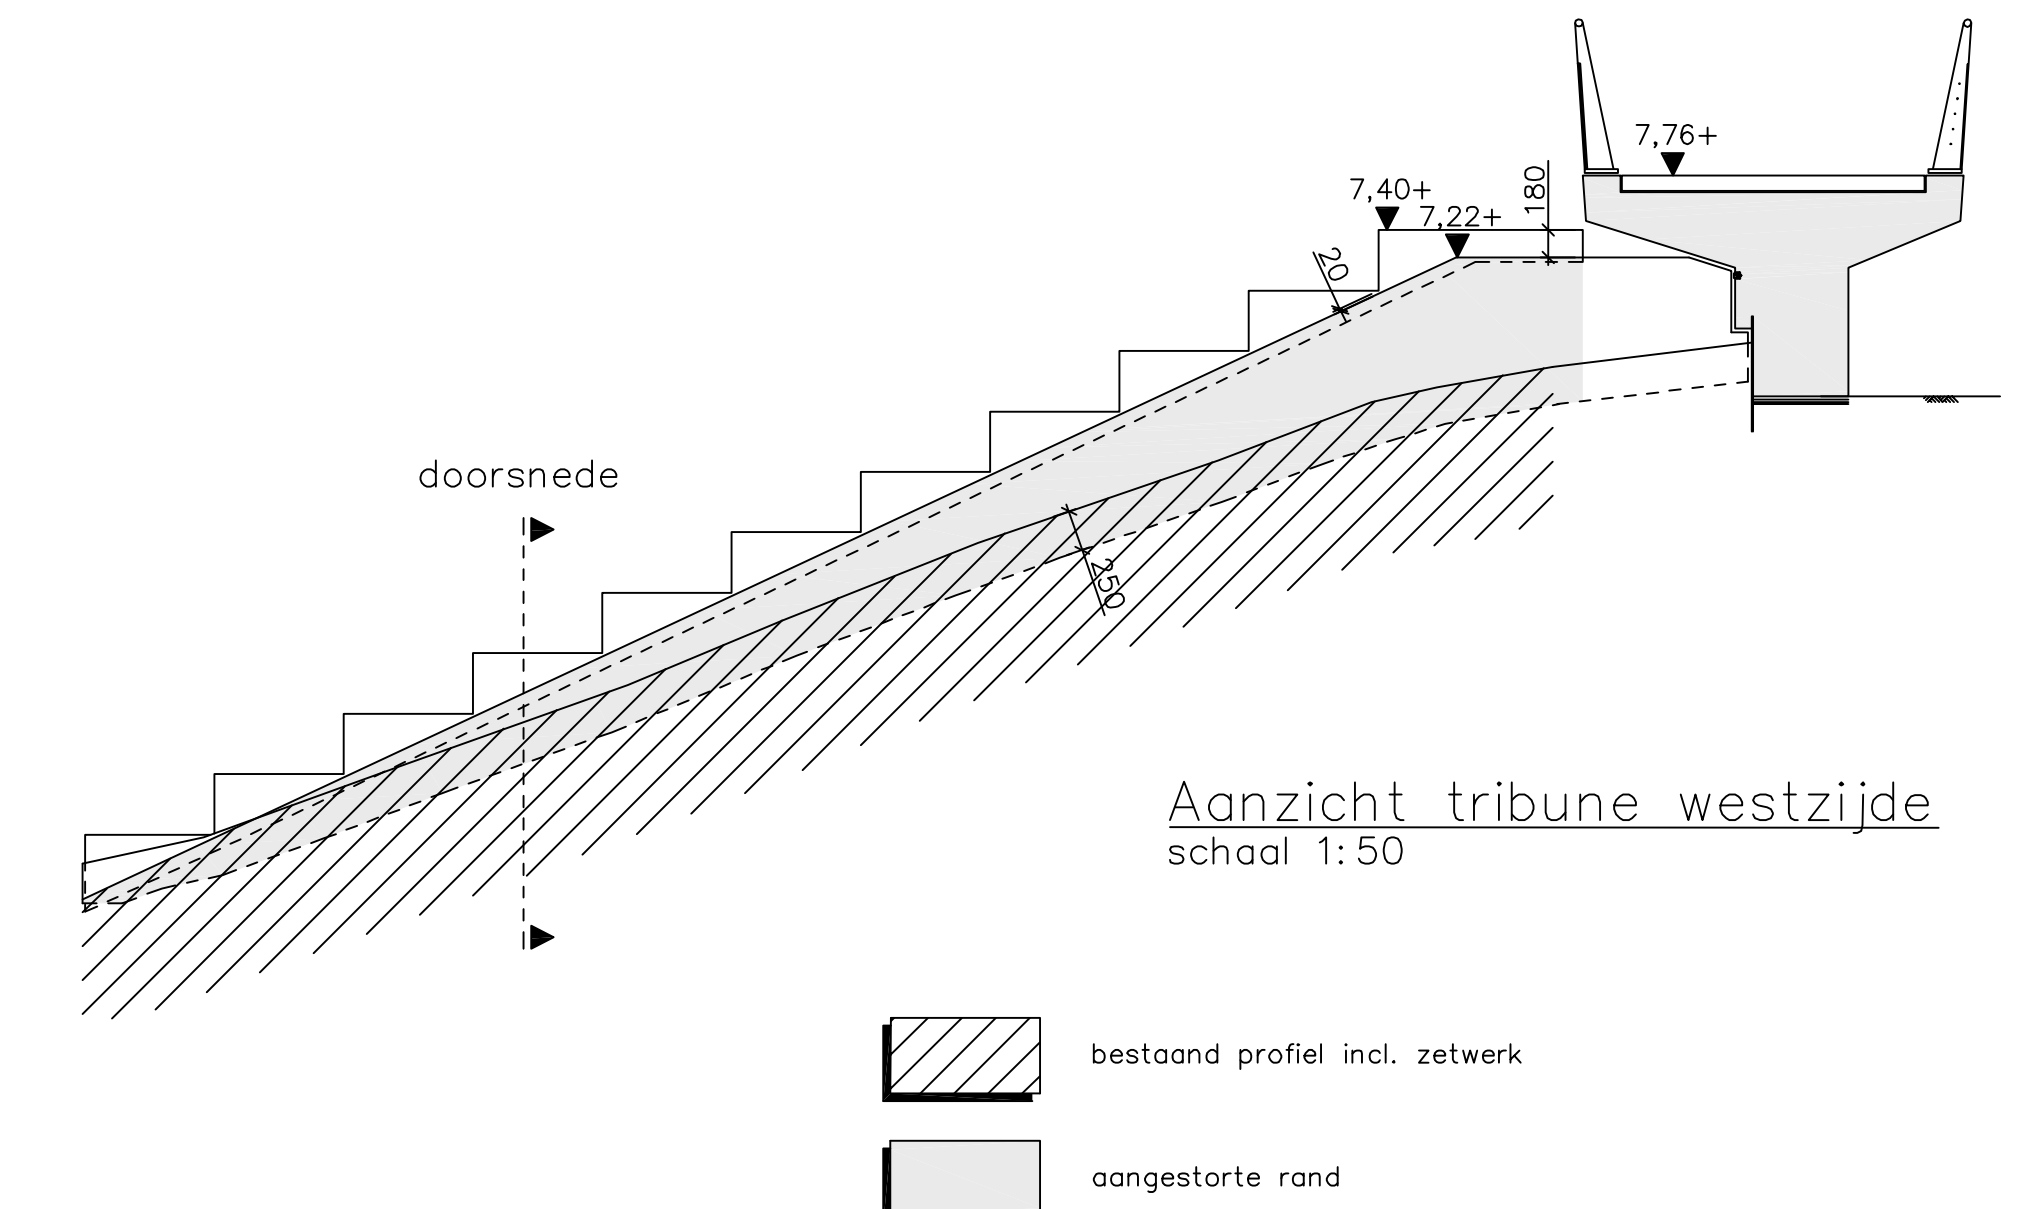 7,76+
7,40+
180
7,22+
20
doorsnede
250
Aanzicht tribune westzijde
schaal 1:50
bestaand profiel incl. zetwerk
aangestorte rand